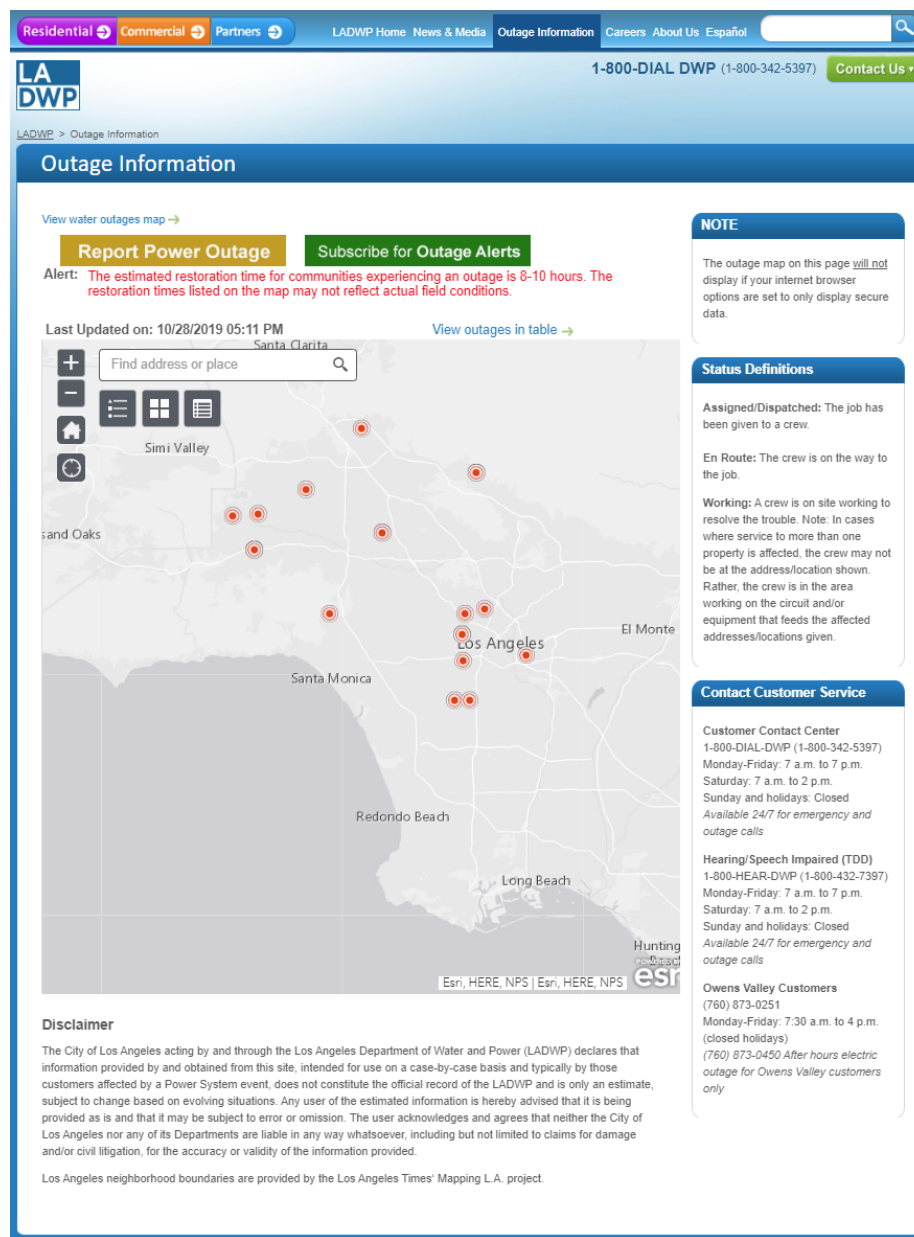 Residential Commercial Partners LADWP Home News & Media Outage Information Careers About Us Español
LA
DWP
1-800-DIAL DWP (1-800-342-5397) Contact Us
LADWP > Outage Information
Outage Information
View water outages map
Report Power Outage Subscribe for Outage Alerts
Alert: The estimated restoration time for communities experiencing an outage is 8-10 hours. The
restoration times listed on the map may not reflect actual field conditions.
Last Updated on: 10/28/2019 05:11 PM View outages in table
Santa Clarita
Find address or place
Simi Valley
sand Oaks
El Monte
Los Angeles
Santa Monica
Redondo Beach
Long Beach
Hunting
Esri, HERE, NPS | Esri, HERE, NPS esri
NOTE
The outage map on this page will not
display if your internet browser
options are set to only display secure
data.
Status Definitions
Assigned/Dispatched: The job has
been given to a crew.
En Route: The crew is on the way to
the job.
Working: A crew is on site working to
resolve the trouble. Note: In cases
where service to more than one
property is affected, the crew may not
be at the address/location shown.
Rather, the crew is in the area
working on the circuit and/or
equipment that feeds the affected
addresses/locations given.
Contact Customer Service
Customer Contact Center
1-800-DIAL-DWP (1-800-342-5397)
Monday-Friday: 7 a.m. to 7 p.m.
Saturday: 7 a.m. to 2 p.m.
Sunday and holidays: Closed
Available 24/7 for emergency and
outage calls
Hearing/Speech Impaired (TDD)
1-800-HEAR-DWP (1-800-432-7397)
Monday-Friday: 7 a.m. to 7 p.m.
Saturday: 7 a.m. to 2 p.m.
Sunday and holidays: Closed
Available 24/7 for emergency and
outage calls
Owens Valley Customers
(760) 873-0251
Monday-Friday: 7:30 a.m. to 4 p.m.
(closed holidays)
(760) 873-0450 After hours electric
outage for Owens Valley customers
only
Disclaimer
The City of Los Angeles acting by and through the Los Angeles Department of Water and Power (LADWP) declares that
information provided by and obtained from this site, intended for use on a case-by-case basis and typically by those
customers affected by a Power System event, does not constitute the official record of the LADWP and is only an estimate,
subject to change based on evolving situations. Any user of the estimated information is hereby advised that it is being
provided as is and that it may be subject to error or omission. The user acknowledges and agrees that neither the City of
Los Angeles nor any of its Departments are liable in any way whatsoever, including but not limited to claims for damage
and/or civil litigation, for the accuracy or validity of the information provided.
Los Angeles neighborhood boundaries are provided by the Los Angeles Times' Mapping L.A. project.